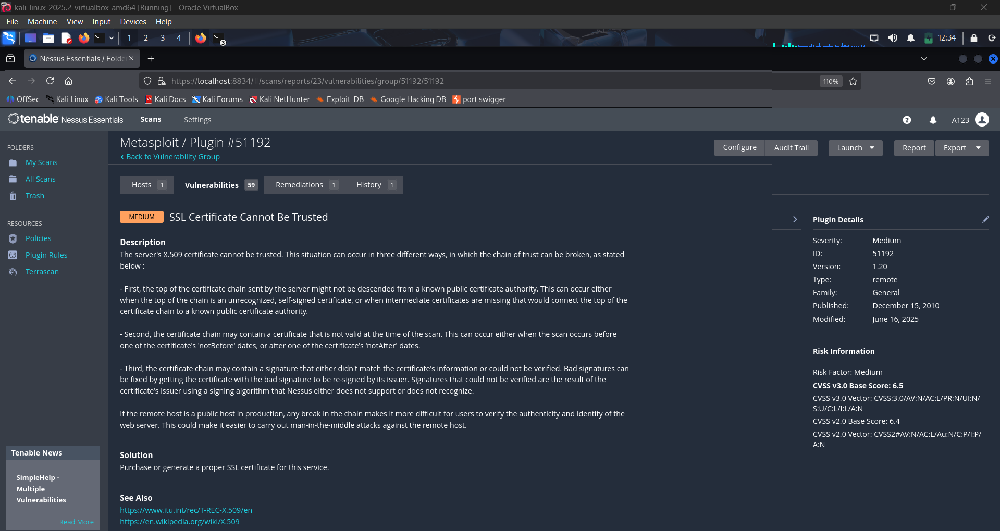 kali-linux-2025.2-virtualbox-amd64 [Running] - Oracle VirtualBox
File Machine View Input Devices Help
1 2 3 4 3 12:34
Nessus Essentials / Folde
https://localhost:8834/#/scans/reports/23/vulnerabilities/group/51192/51192 110%
OffSec Kali Linux Kali Tools Kali Docs Kali Forums Kali NetHunter Exploit-DB Google Hacking DB port swigger
tenable Nessus Essentials Scans Settings A123
FOLDERS
My Scans
All Scans
Trash
RESOURCES
Policies
Plugin Rules
Terrascan
Tenable News
SimpleHelp -
Multiple
Vulnerabilities
Read More
Metasploit / Plugin #51192
Back to Vulnerability Group
Configure Audit Trail Launch Report Export
Hosts 1 Vulnerabilities 59 Remediations 1 History 1
MEDIUM SSL Certificate Cannot Be Trusted
Description
The server's X.509 certificate cannot be trusted. This situation can occur in three different ways, in which the chain of trust can be broken, as stated
below :
- First, the top of the certificate chain sent by the server might not be descended from a known public certificate authority. This can occur either
when the top of the chain is an unrecognized, self-signed certificate, or when intermediate certificates are missing that would connect the top of the
certificate chain to a known public certificate authority.
- Second, the certificate chain may contain a certificate that is not valid at the time of the scan. This can occur either when the scan occurs before
one of the certificate's 'notBefore' dates, or after one of the certificate's 'notAfter' dates.
- Third, the certificate chain may contain a signature that either didn't match the certificate's information or could not be verified. Bad signatures can
be fixed by getting the certificate with the bad signature to be re-signed by its issuer. Signatures that could not be verified are the result of the
certificate's issuer using a signing algorithm that Nessus either does not support or does not recognize.
If the remote host is a public host in production, any break in the chain makes it more difficult for users to verify the authenticity and identity of the
web server. This could make it easier to carry out man-in-the-middle attacks against the remote host.
Solution
Purchase or generate a proper SSL certificate for this service.
See Also
https://www.itu.int/rec/T-REC-X.509/en
https://en.wikipedia.org/wiki/X.509
Plugin Details
Severity: Medium
ID: 51192
Version: 1.20
Type: remote
Family: General
Published: December 15, 2010
Modified: June 16, 2025
Risk Information
Risk Factor: Medium
CVSS v3.0 Base Score: 6.5
CVSS v3.0 Vector: CVSS:3.0/AV:N/AC:L/PR:N/UI:N/
S:U/C:L/I:L/A:N
CVSS v2.0 Base Score: 6.4
CVSS v2.0 Vector: CVSS2#AV:N/AC:L/Au:N/C:P/I:P/
A:N